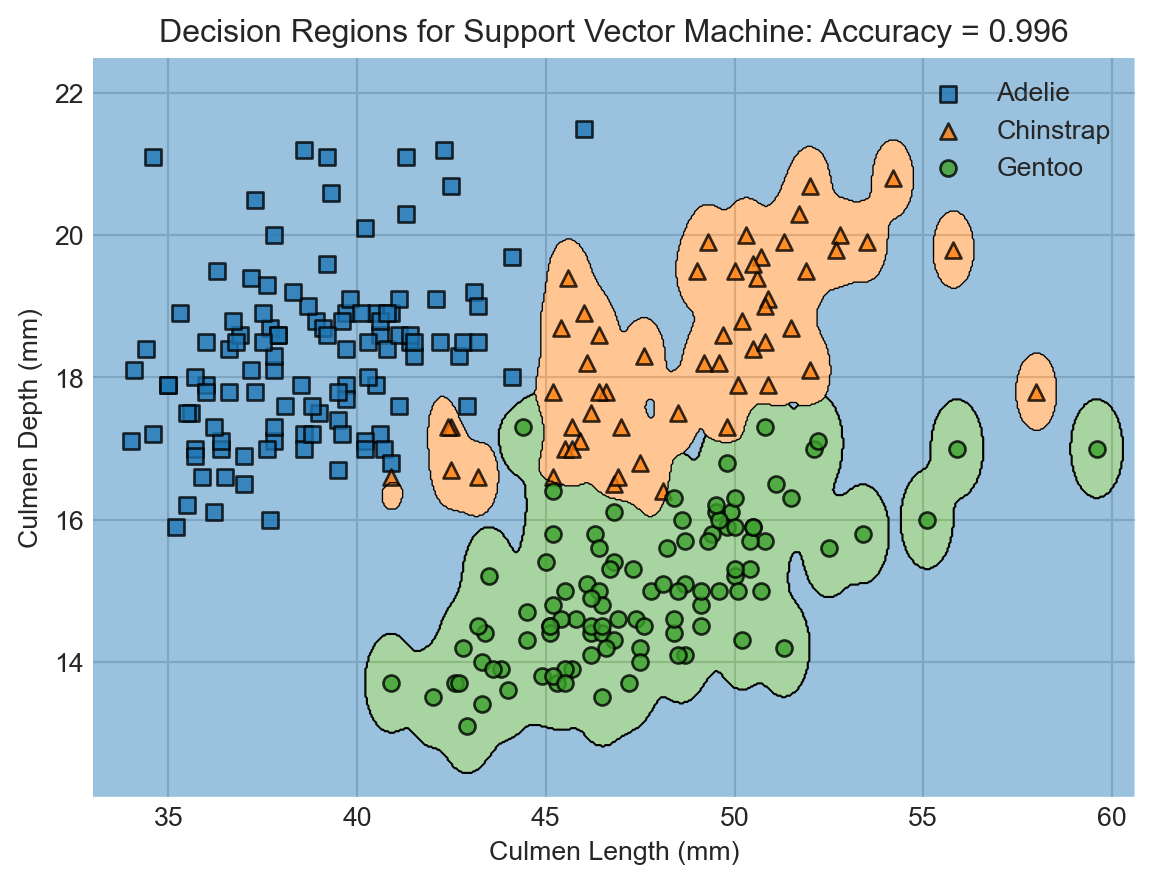 Decision Regions for Support Vector Machine: Accuracy = 0.996
Adelie
Chinstrap
Gentoo
22
20
18
16
14
Culmen Depth (mm)
35 40 45 50 55 60
Culmen Length (mm)